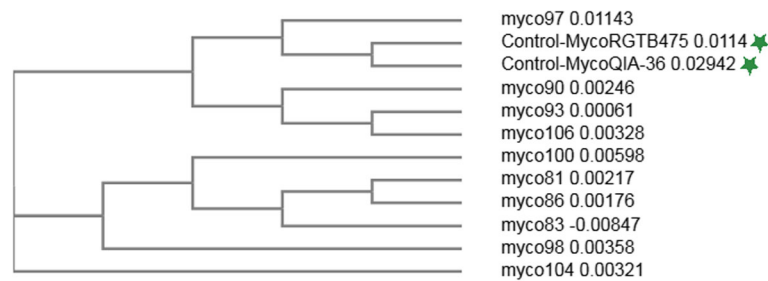 myco97 0.01143
Control-MycoRGTB475 0.0114
Control-MycoQIA-36 0.02942
myco90 0.00246
myco93 0.00061
myco106 0.00328
myco100 0.00598
myco81 0.00217
myco86 0.00176
myco83 -0.00847
myco98 0.00358
myco104 0.00321